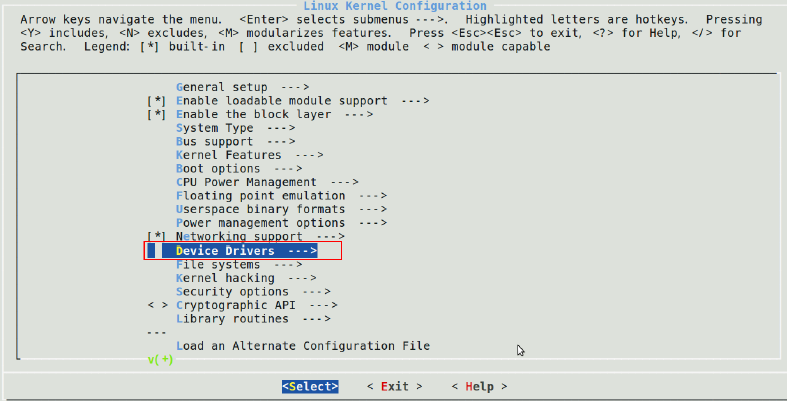 Linux Kernel Configuration
Arrow keys navigate the menu.  <Enter> selects submenus --->.  Highlighted letters are hotkeys.  Pressing
<Y> includes, <N> excludes, <M> modularizes features.  Press <Esc><Esc> to exit, <?> for Help, </> for
Search.  Legend: [*] built-in  [ ] excluded  <M> module  < > module capable
General setup  --->
[*] Enable loadable module support  --->
[*] Enable the block layer  --->
System Type  --->
Bus support  --->
Kernel Features  --->
Boot options  --->
CPU Power Management  --->
Floating point emulation  --->
Userspace binary formats  --->
Power management options  --->
[*] Networking support  --->
Device Drivers  --->
File systems  --->
Kernel hacking  --->
Security options  --->
< > Cryptographic API  --->
Library routines  --->
---
Load an Alternate Configuration File
v(+)
<Select>    < Exit >    < Help >